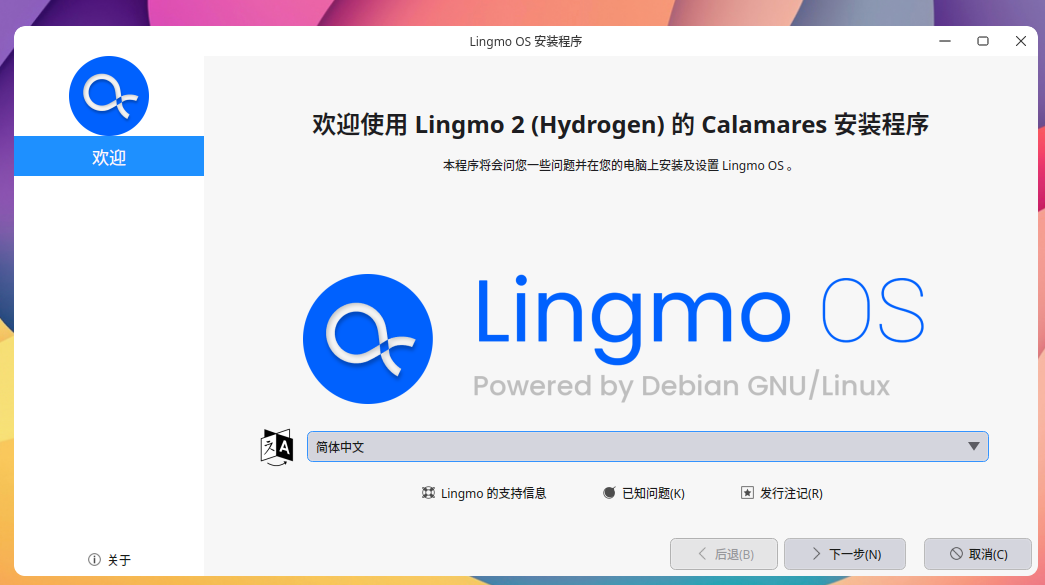 Lingmo OS 安装程序
欢迎
欢迎使用 Lingmo 2 (Hydrogen) 的 Calamares 安装程序
本程序将会问您一些问题并在您的电脑上安装及设置 Lingmo OS 。
Lingmo OS
Powered by Debian GNU/Linux
文 A
简体中文
Lingmo 的支持信息 已知问题(K) 发行注记(R)
关于
后退(B) 下一步(N) 取消(C)